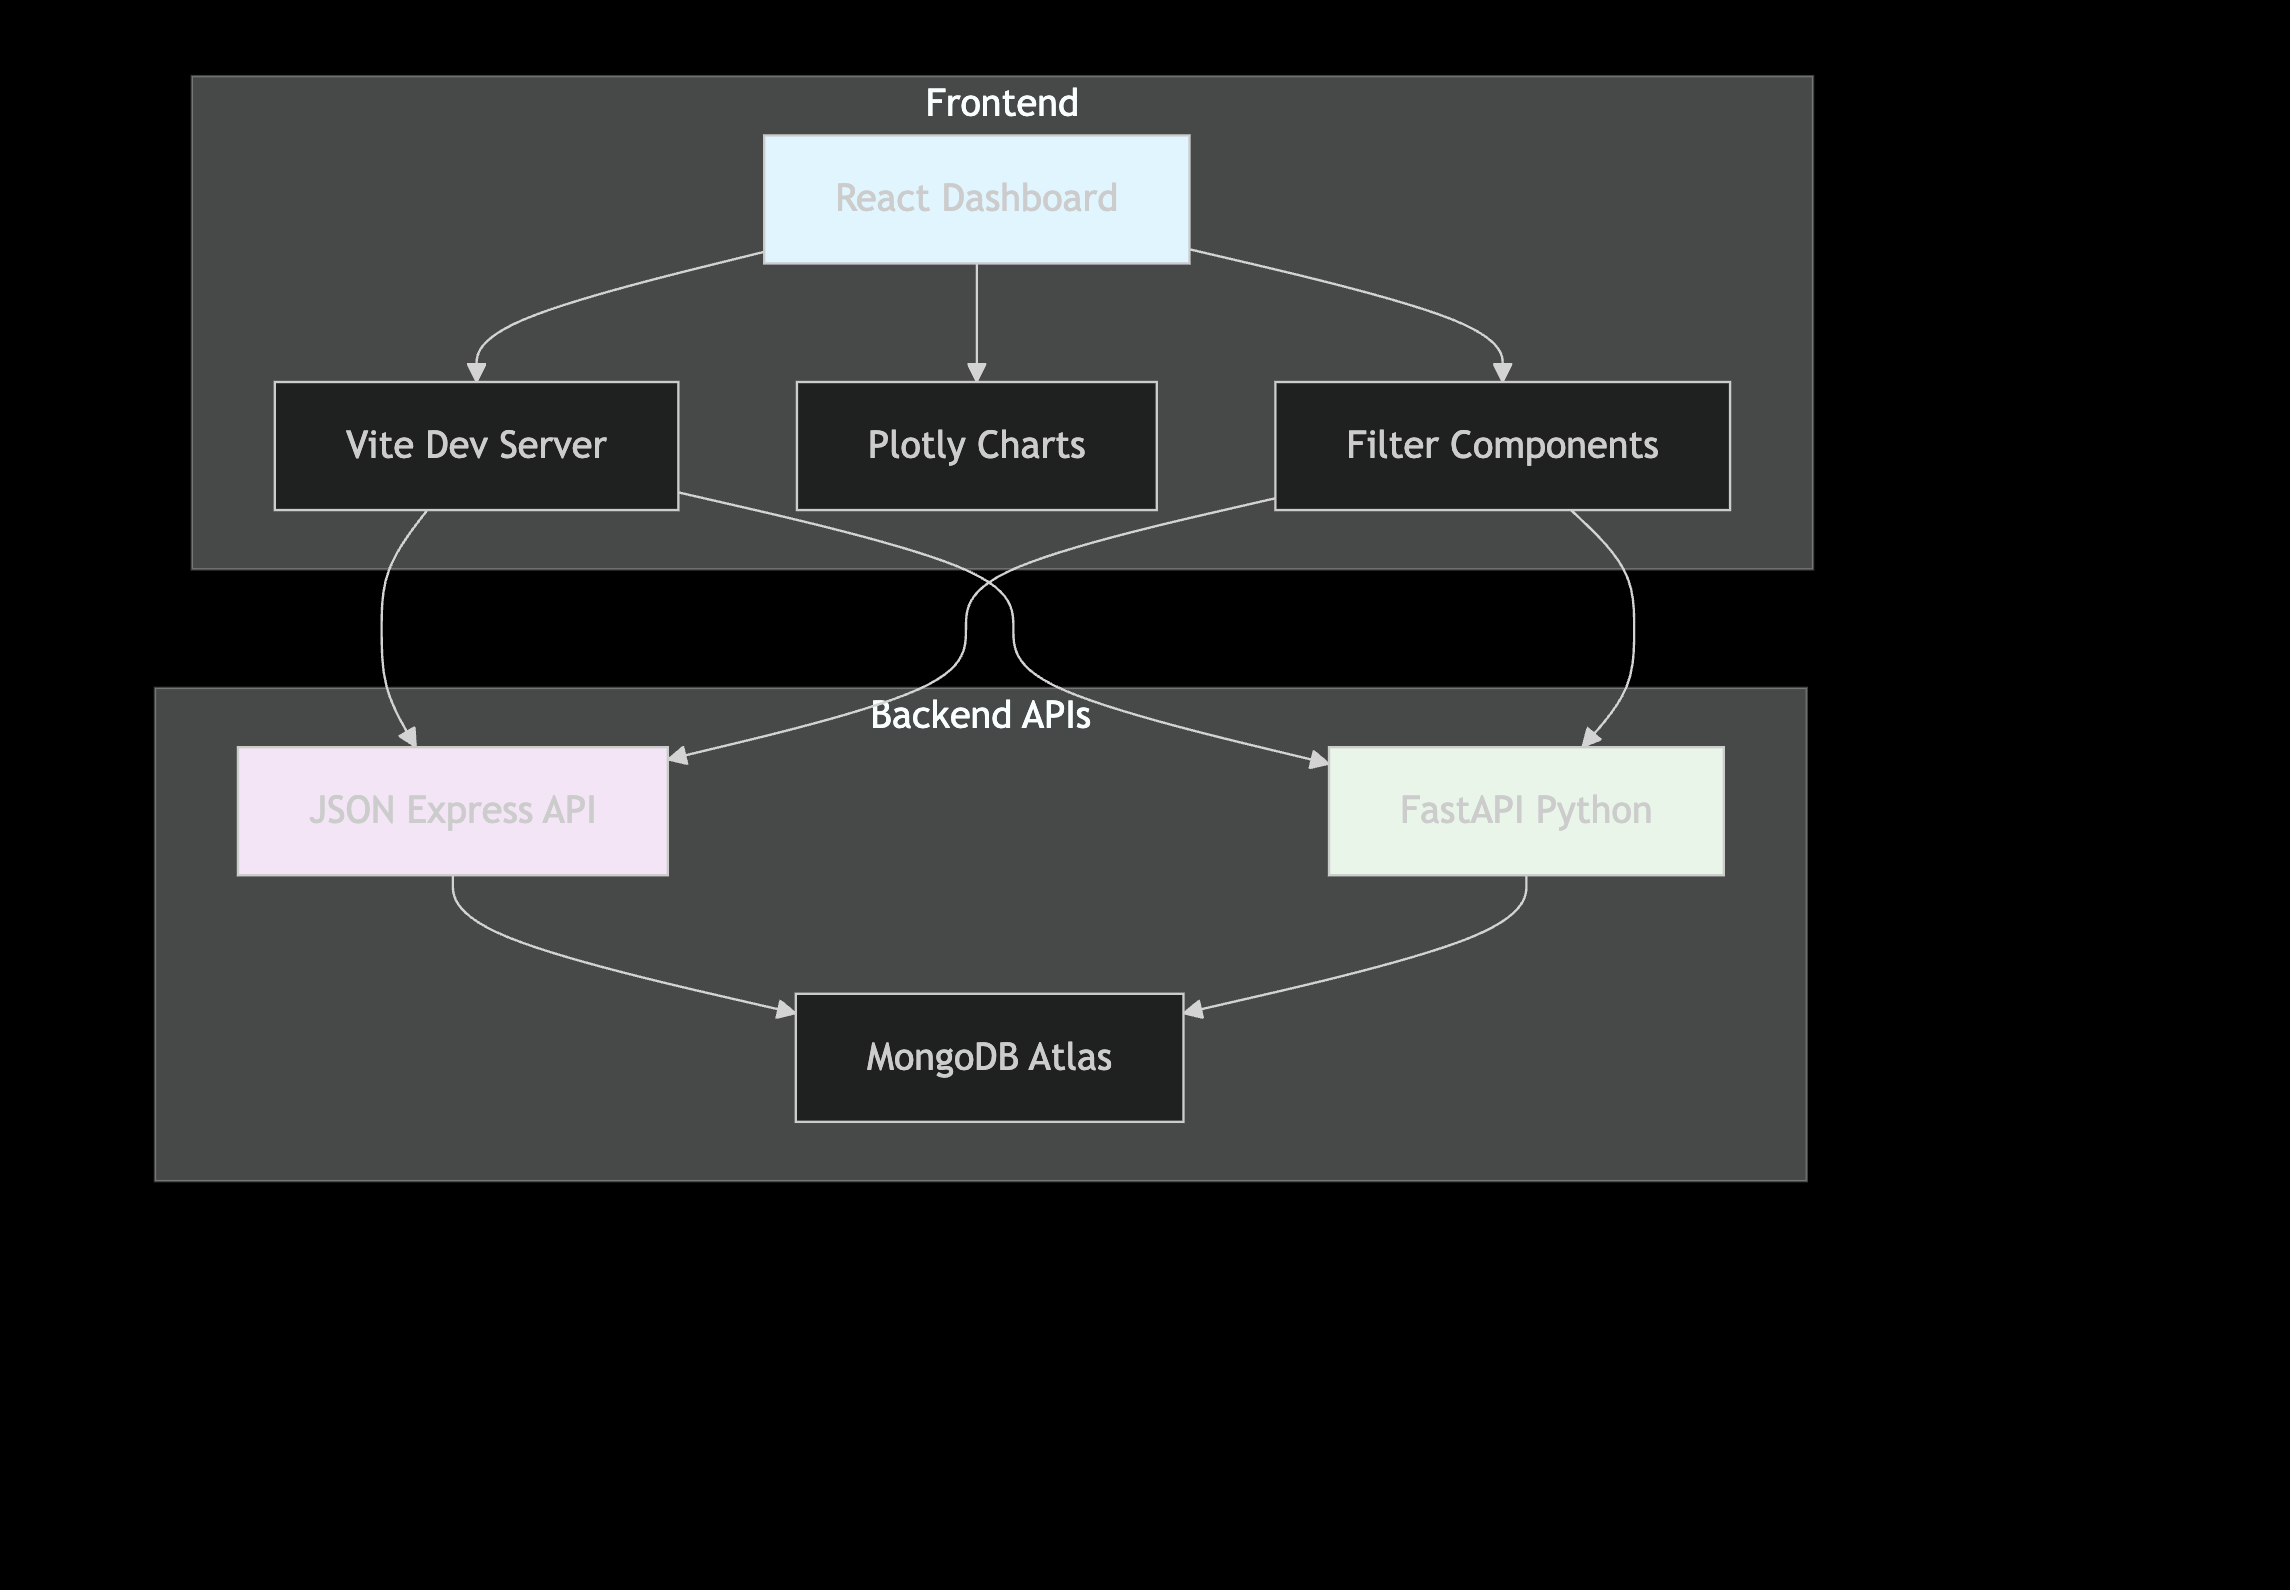 Frontend
React Dashboard
Vite Dev Server
Plotly Charts
Filter Components
Backend APIs
JSON Express API
FastAPI Python
MongoDB Atlas